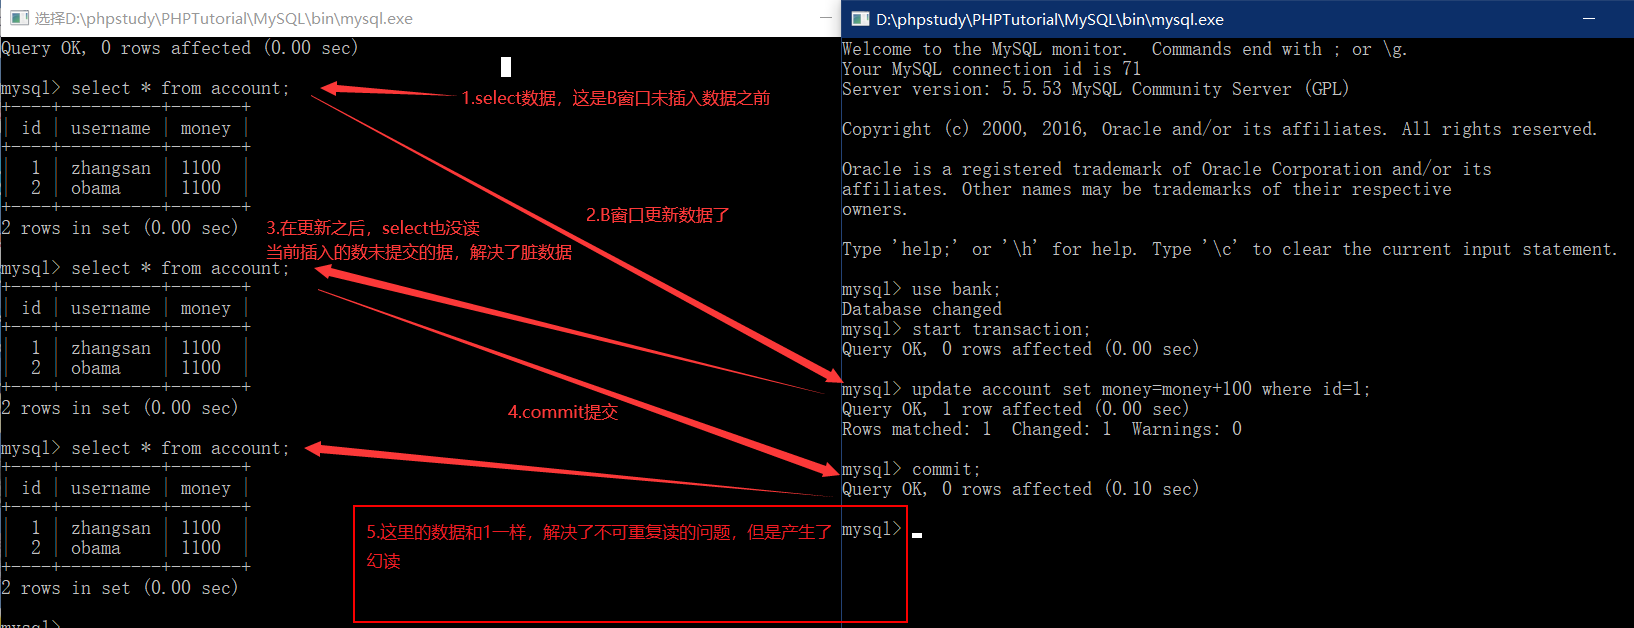 选择D:\phpstudy\PHPTutorial\MySQL\bin\mysql.exe
Query OK, 0 rows affected (0.00 sec)
mysql> select * from account;
+----+----------+-------+
| id | username | money |
+----+----------+-------+
| 1 | zhangsan | 1100 |
| 2 | obama | 1100 |
+----+----------+-------+
2 rows in set (0.00 sec)
mysql> select * from account;
+----+----------+-------+
| id | username | money |
+----+----------+-------+
| 1 | zhangsan | 1100 |
| 2 | obama | 1100 |
+----+----------+-------+
2 rows in set (0.00 sec)
mysql> select * from account;
+----+----------+-------+
| id | username | money |
+----+----------+-------+
| 1 | zhangsan | 1100 |
| 2 | obama | 1100 |
+----+----------+-------+
2 rows in set (0.00 sec)
mysql>
1.select数据，这是B窗口未插入数据之前
2.B窗口更新数据了
3.在更新之后，select也没读
当前插入的数未提交的据，解决了脏数据
4.commit提交
5.这里的数据和1一样，解决了不可重复读的问题，但是产生了
幻读
D:\phpstudy\PHPTutorial\MySQL\bin\mysql.exe
Welcome to the MySQL monitor.  Commands end with ; or \g.
Your MySQL connection id is 71
Server version: 5.5.53 MySQL Community Server (GPL)
Copyright (c) 2000, 2016, Oracle and/or its affiliates. All rights reserved.
Oracle is a registered trademark of Oracle Corporation and/or its
affiliates. Other names may be trademarks of their respective
owners.
Type 'help;' or '\h' for help. Type '\c' to clear the current input statement.
mysql> use bank;
Database changed
mysql> start transaction;
Query OK, 0 rows affected (0.00 sec)
mysql> update account set money=money+100 where id=1;
Query OK, 1 row affected (0.00 sec)
Rows matched: 1  Changed: 1  Warnings: 0
mysql> commit;
Query OK, 0 rows affected (0.10 sec)
mysql>